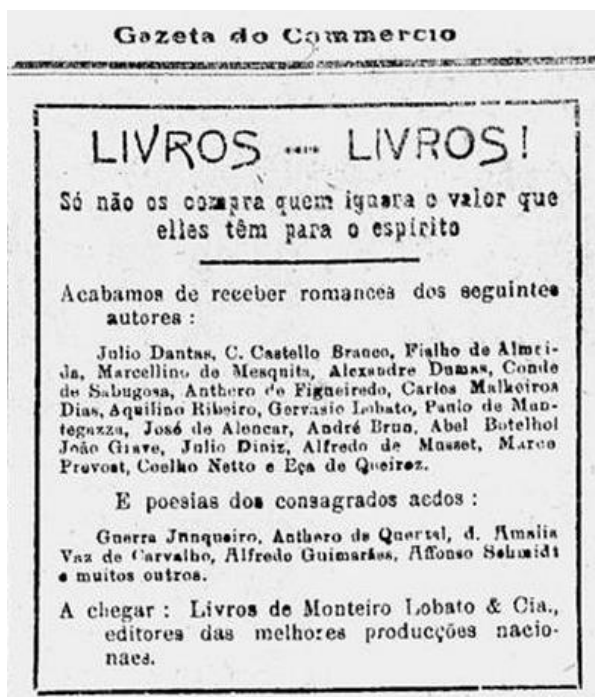 Gazeta do Commercio
LIVROS ---- LIVROS!
Só não os compra quem ignara o valor que
elles têm para o espirito
Acabamos de receber romances dos seguintes
autores :
Julio Dantas, C. Castello Branco, Fialho de Almei-
da, Marcellino de Mesquita, Alexandre Dumas, Conde
de Sabugosa, Anthero de Figueiredo, Carlos Malheiros
Dias, Aquilino Ribeiro, Gervasio Lobato, Paulo de Man-
tegazza, José de Alencar, André Brun, Abel Botelhol
João Grave, Julio Diniz, Alfredo de Musset, Marco
Prevost, Coelho Netto e Eça de Queiroz.
E poesias dos consagrados aedos :
Guerra Junqueiro, Anthero de Quertal, d. Amalia
Vaz de Carvalho, Alfredo Guimarães, Affonso Schmidt
e muitos outros.
A chegar : Livros de Monteiro Lobato & Cia.,
editores das melhores producções nacio-
naes.